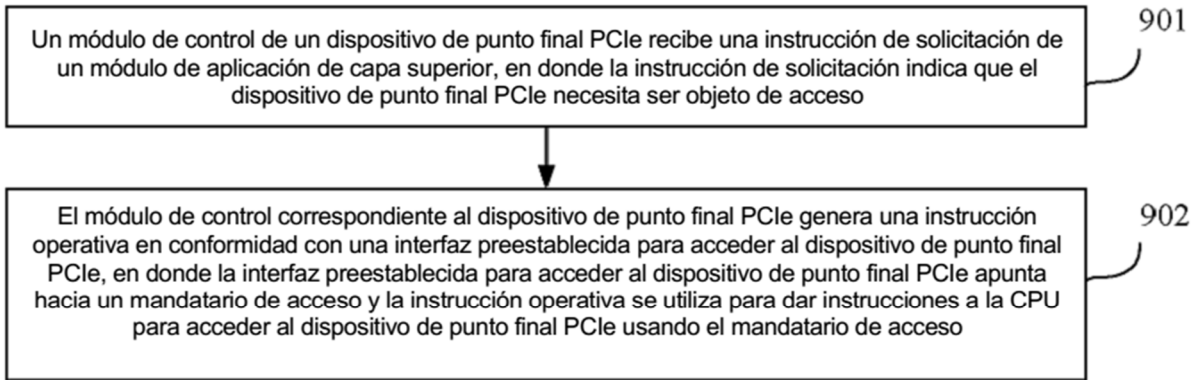 Un módulo de control de un dispositivo de punto final PCIe recibe una instrucción de solicitación de
un módulo de aplicación de capa superior, en donde la instrucción de solicitación indica que el
dispositivo de punto final PCIe necesita ser objeto de acceso
901
El módulo de control correspondiente al dispositivo de punto final PCIe genera una instrucción
operativa en conformidad con una interfaz preestablecida para acceder al dispositivo de punto final
PCIe, en donde la interfaz preestablecida para acceder al dispositivo de punto final PCIe apunta
hacia un mandatario de acceso y la instrucción operativa se utiliza para dar instrucciones a la CPU
para acceder al dispositivo de punto final PCIe usando el mandatario de acceso
902